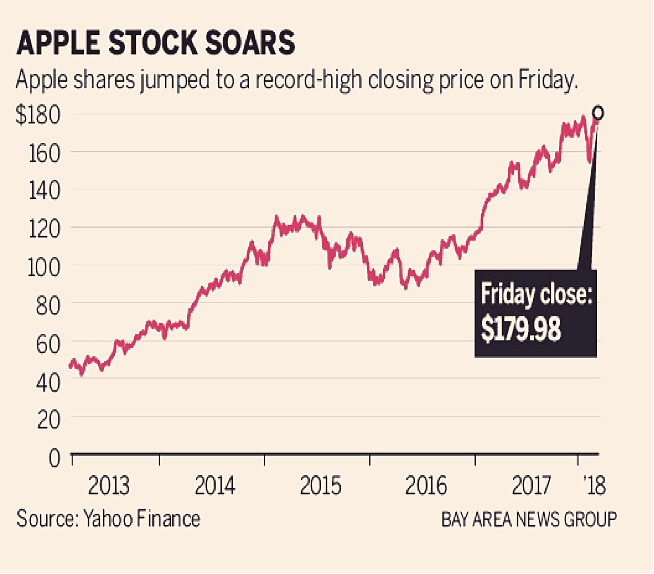 APPLE STOCK SOARS
Apple shares jumped to a record-high closing price on Friday.
$180
160
140
120
100
80
60
40
20
0
Friday close:
$179.98
2013 2014 2015 2016 2017 '18
Source: Yahoo Finance
BAY AREA NEWS GROUP